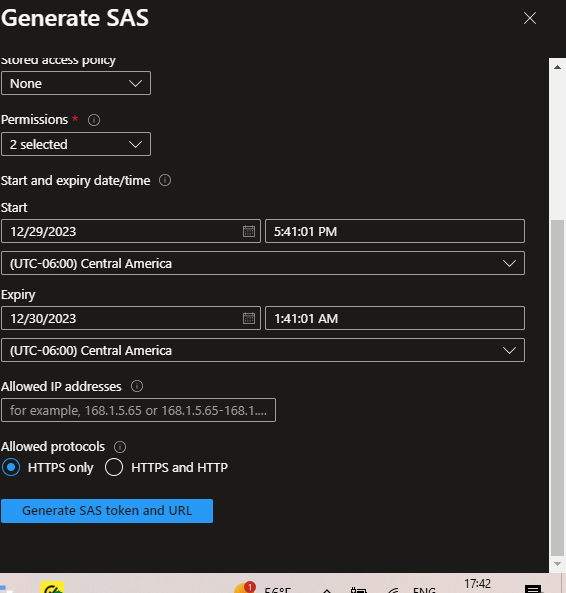 Generate SAS
Stored access policy
None
Permissions *
2 selected
Start and expiry date/time
Start
12/29/2023 5:41:01 PM
(UTC-06:00) Central America
Expiry
12/30/2023 1:41:01 AM
(UTC-06:00) Central America
Allowed IP addresses
for example, 168.1.5.65 or 168.1.5.65-168.1....
Allowed protocols
HTTPS only HTTPS and HTTP
Generate SAS token and URL
1 56°F ENG 17:42